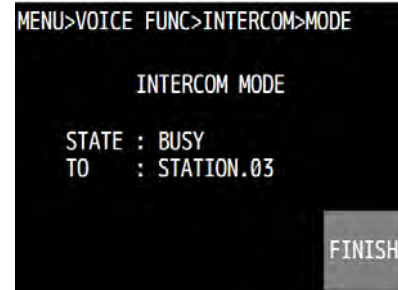 MENU>VOICE FUNC>INTERCOM>MODE
INTERCOM MODE
STATE : BUSY
TO : STATION.03
FINISH